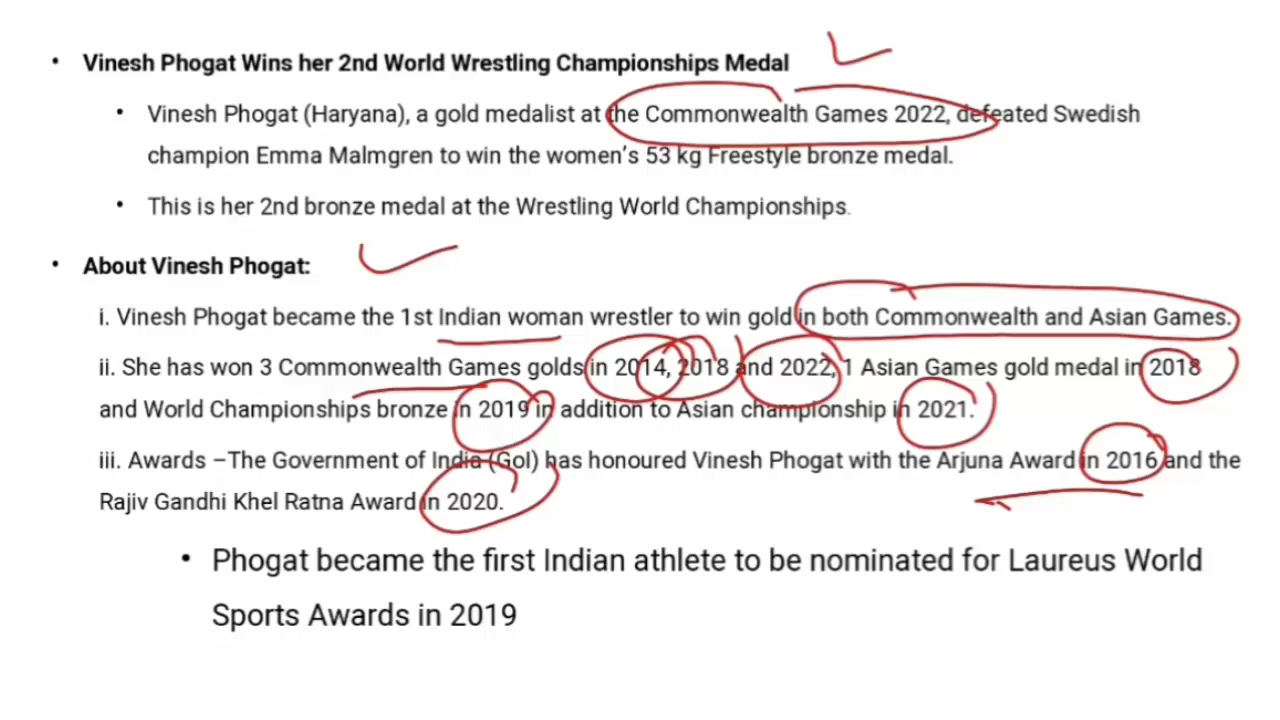 • Vinesh Phogat Wins her 2nd World Wrestling Championships Medal
• Vinesh Phogat (Haryana), a gold medalist at the Commonwealth Games 2022, defeated Swedish
champion Emma Malmgren to win the women's 53 kg Freestyle bronze medal.
• This is her 2nd bronze medal at the Wrestling World Championships.
• About Vinesh Phogat:
i. Vinesh Phogat became the 1st Indian woman wrestler to win gold in both Commonwealth and Asian Games.
ii. She has won 3 Commonwealth Games golds in 2014, 2018 and 2022, 1 Asian Games gold medal in 2018
and World Championships bronze in 2019 in addition to Asian championship in 2021.
iii. Awards –The Government of India (GoI) has honoured Vinesh Phogat with the Arjuna Award in 2016 and the
Rajiv Gandhi Khel Ratna Award in 2020.
• Phogat became the first Indian athlete to be nominated for Laureus World
Sports Awards in 2019